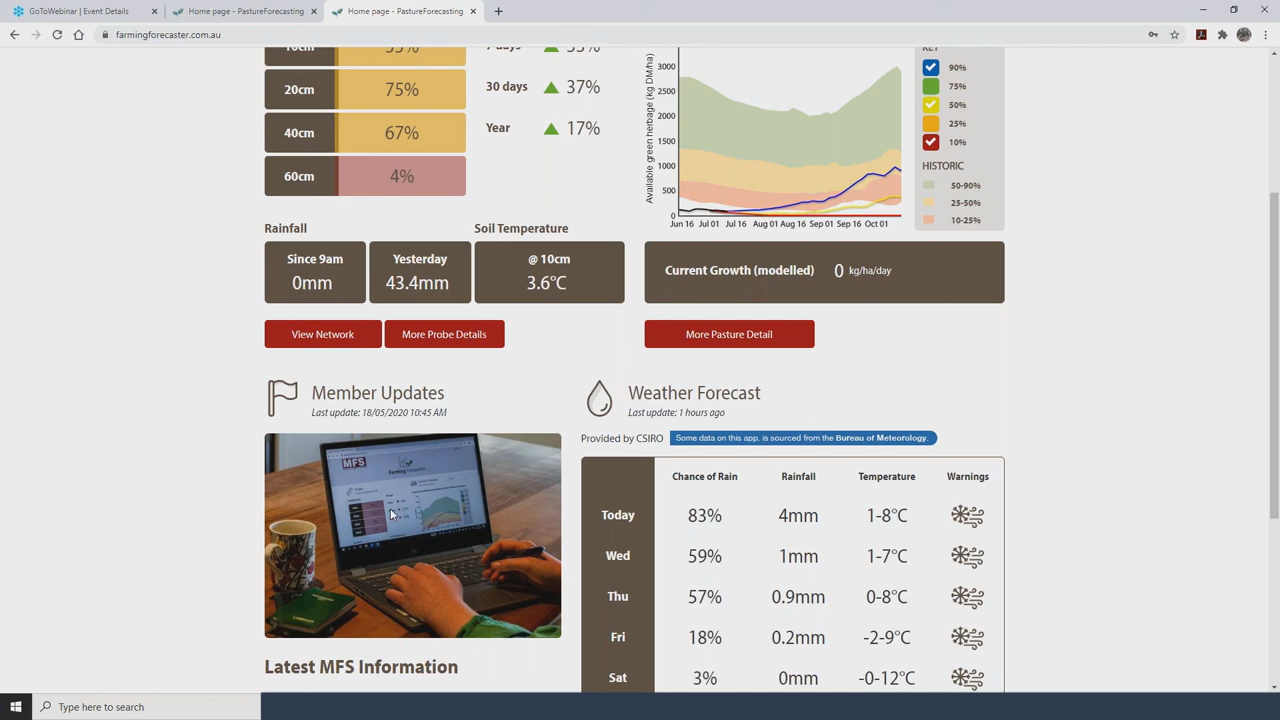 GoToWebinar | Event Details
Home page - PastureForecasting
Home page - PastureForecasting
farmingforecaster.com.au
20cm 75%
40cm 67%
60cm 4%
30 days 37%
Year 17%
Available green herbage (kg DM/ha)
3000
2500
2000
1500
1000
500
0
Jun 16 Jul 01 Jul 16 Aug 01 Aug 16 Sep 01 Sep 16 Oct 01
KEY
90%
75%
50%
25%
10%
HISTORIC
50-90%
25-50%
10-25%
Rainfall
Soil Temperature
Since 9am
0mm
Yesterday
43.4mm
@ 10cm
3.6°C
Current Growth (modelled) 0 kg/ha/day
View Network
More Probe Details
More Pasture Detail
Member Updates
Last update: 18/05/2020 10:45 AM
Weather Forecast
Last update: 1 hours ago
Provided by CSIRO
Some data on this app. is sourced from the Bureau of Meteorology.
MFS
Chance of Rain Rainfall Temperature Warnings
Today 83% 4mm 1-8°C
Wed 59% 1mm 1-7°C
Thu 57% 0.9mm 0-8°C
Fri 18% 0.2mm -2-9°C
Sat 3% 0mm -0-12°C
Latest MFS Information
Type here to search